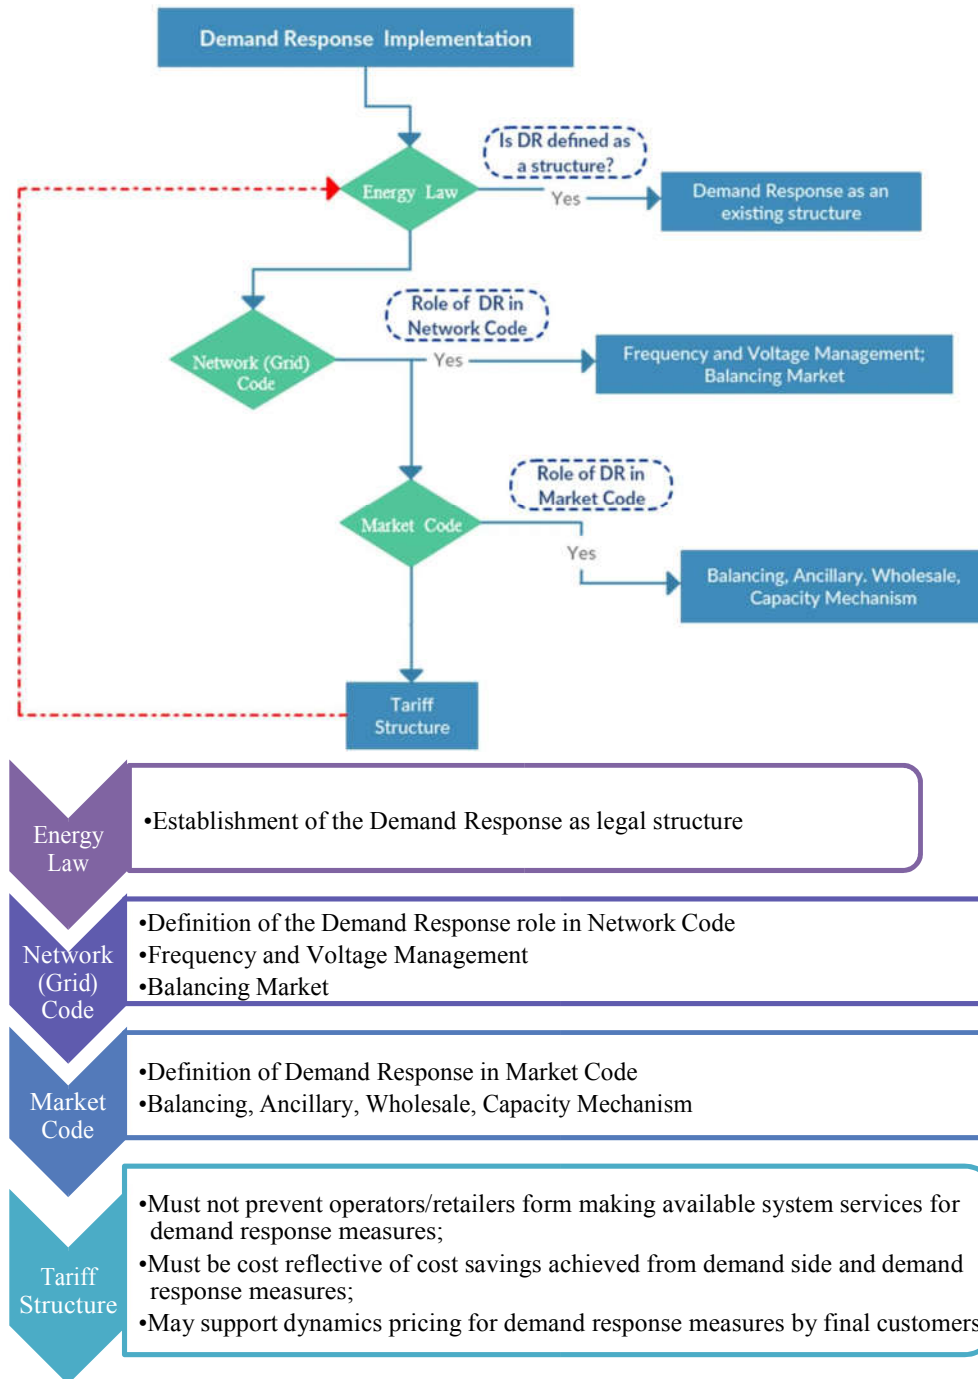 Demand Response Implementation
Is DR defined as
a structure?
Energy Law
Yes
Demand Response as an
existing structure
Role of DR in
Network Code
Network (Grid)
Code
Yes
Frequency and Voltage Management;
Balancing Market
Role of DR in
Market Code
Market Code
Yes
Balancing, Ancillary. Wholesale,
Capacity Mechanism
Tariff
Structure
Energy
Law
•Establishment of the Demand Response as legal structure
Network
(Grid)
Code
•Definition of the Demand Response role in Network Code
•Frequency and Voltage Management
•Balancing Market
Market
Code
•Definition of Demand Response in Market Code
•Balancing, Ancillary, Wholesale, Capacity Mechanism
Tariff
Structure
•Must not prevent operators/retailers form making available system services for
demand response measures;
•Must be cost reflective of cost savings achieved from demand side and demand
response measures;
•May support dynamics pricing for demand response measures by final customers